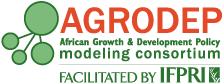 AGRODEP
African Growth & Development Policy
modeling consortium
FACILITATED BY IFPRI